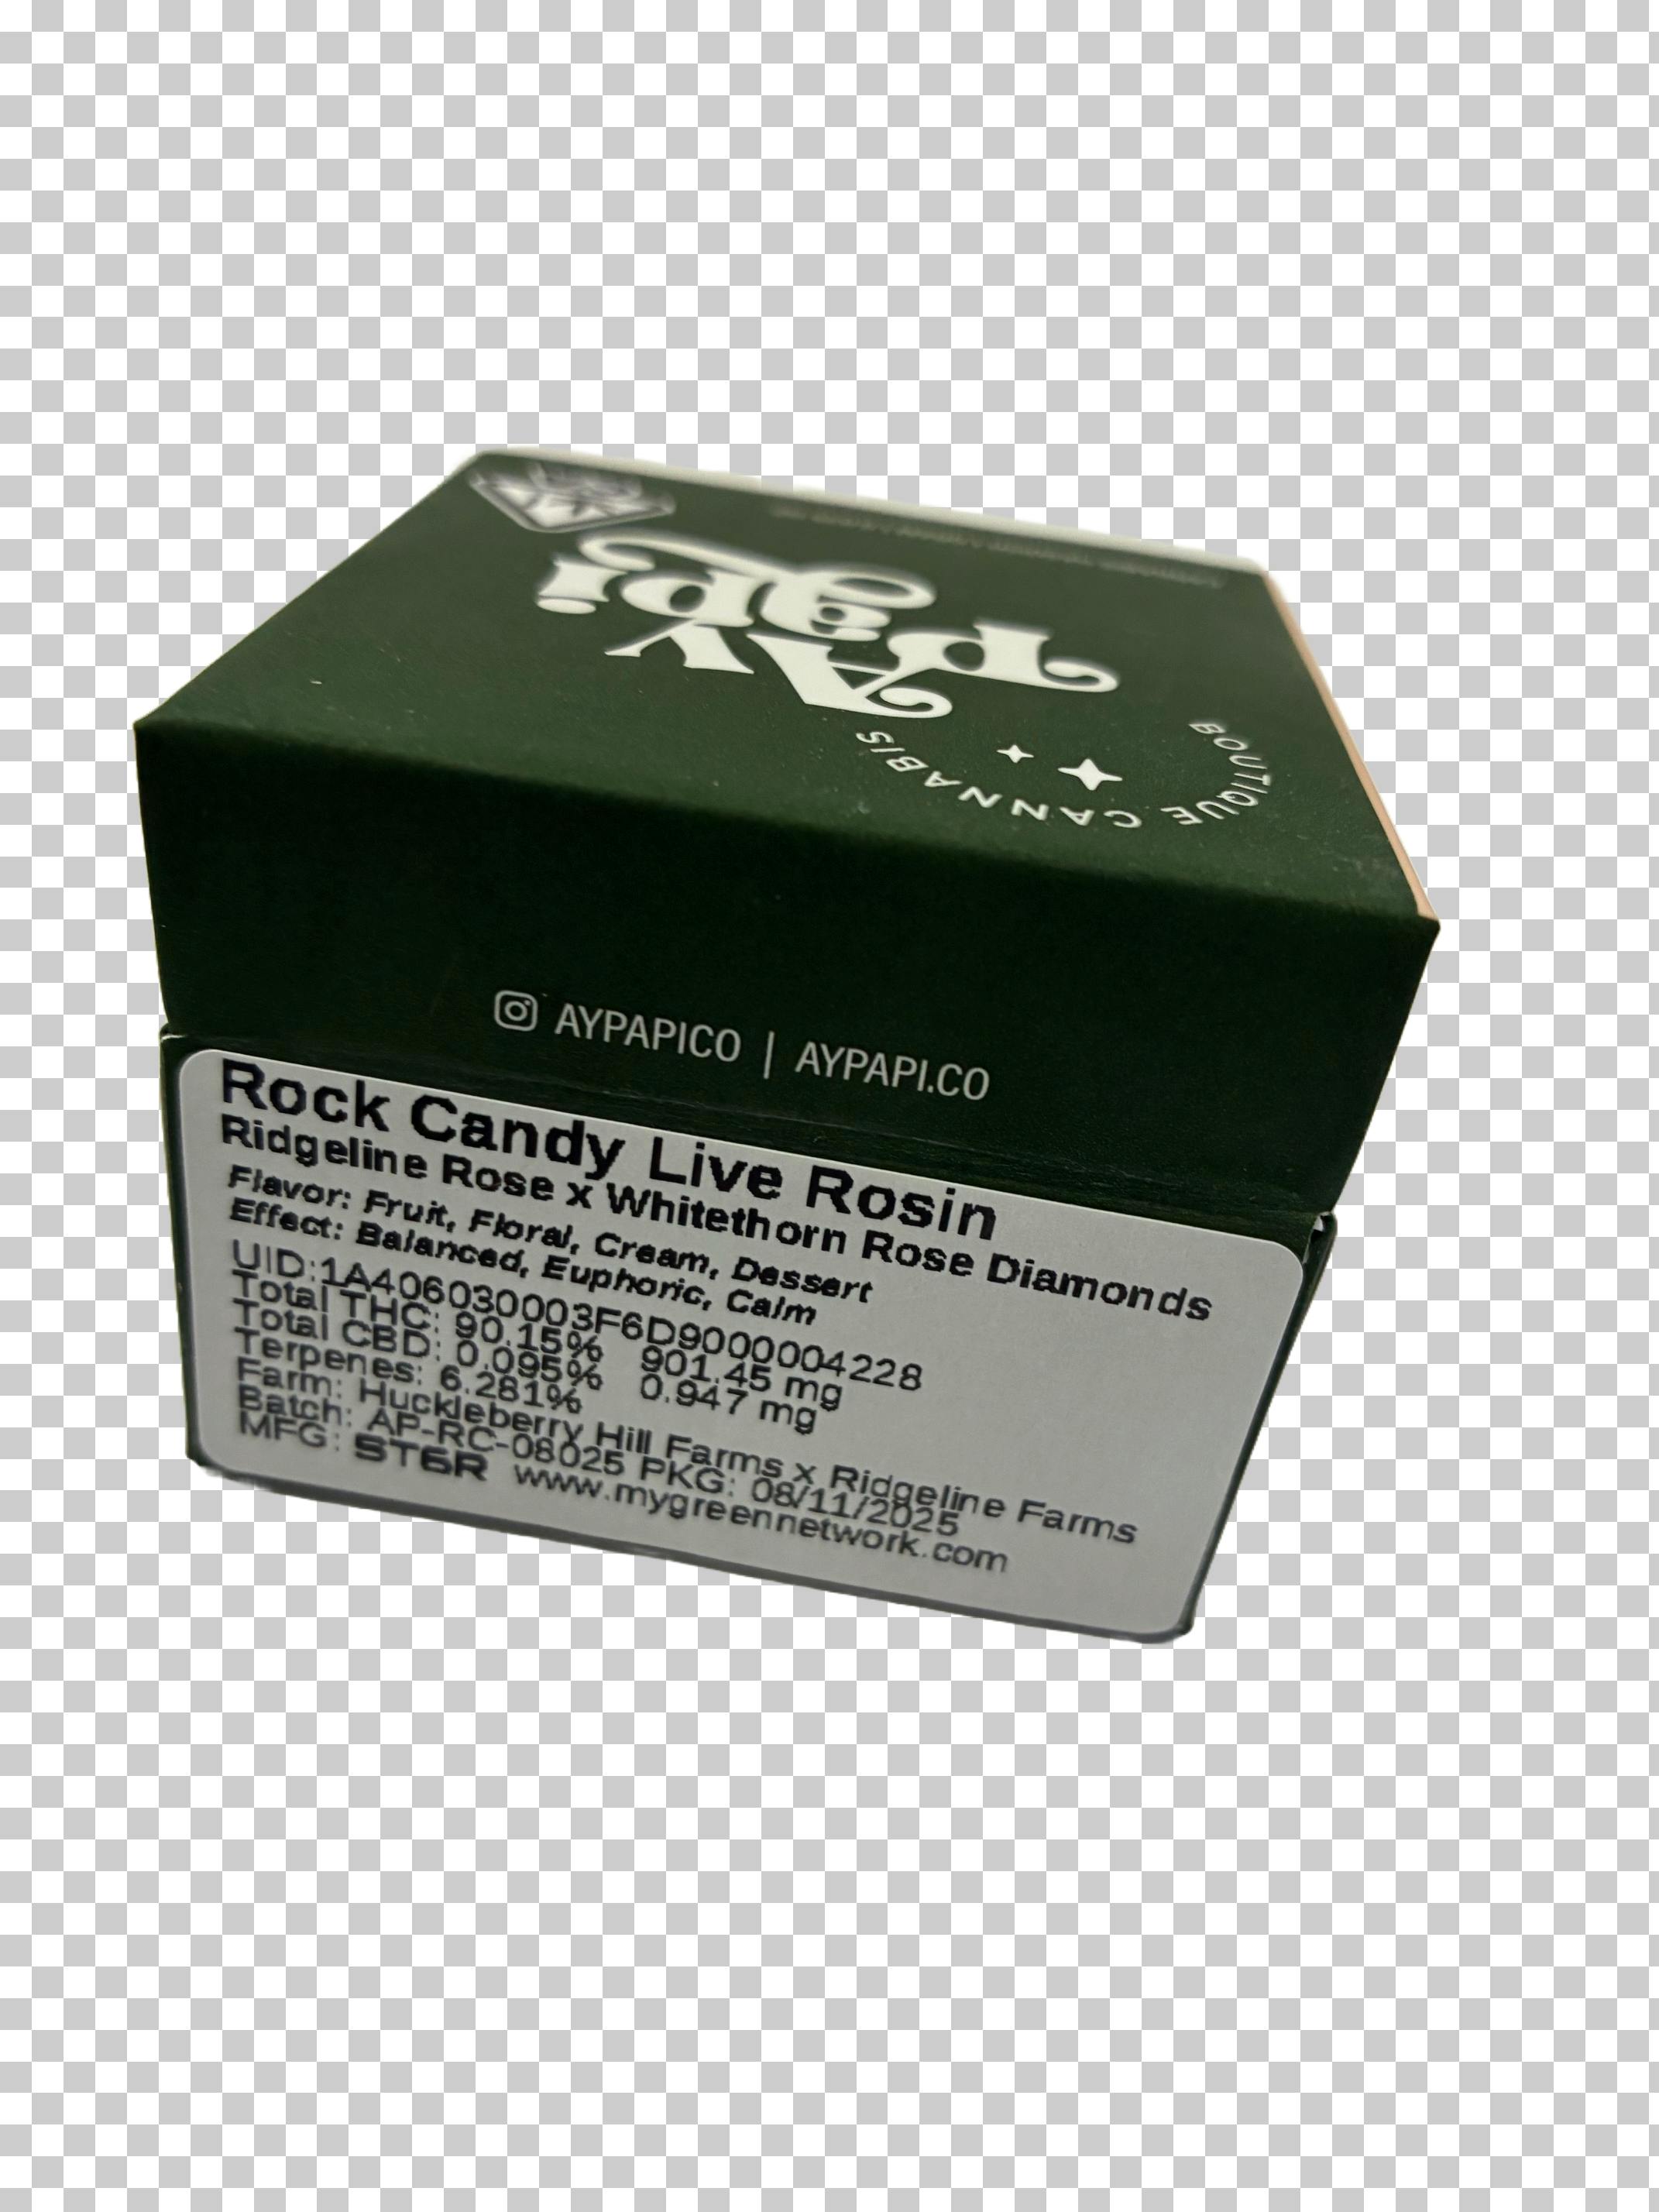 Ay
Papi
BOUTIQUE CANNABIS
AYPAPICO | AYPAPI.CO
Rock Candy Live Rosin
Ridgeline Rose x Whitethorn Rose Diamonds
Flavor: Fruit, Floral, Cream, Dessert
Effect: Balanced, Euphoric, Calm
UID:1A406030003F6D9000004228
Total THC: 90.15% 901.45 mg
Total CBD: 0.095% 0.947 mg
Terpenes: 6.281%
Farm: Huckleberry Hill Farms x Ridgeline Farms
Batch: AP-RC-08025 PKG: 08/11/2025
MFG: ST6R www.mygreennetwork.com